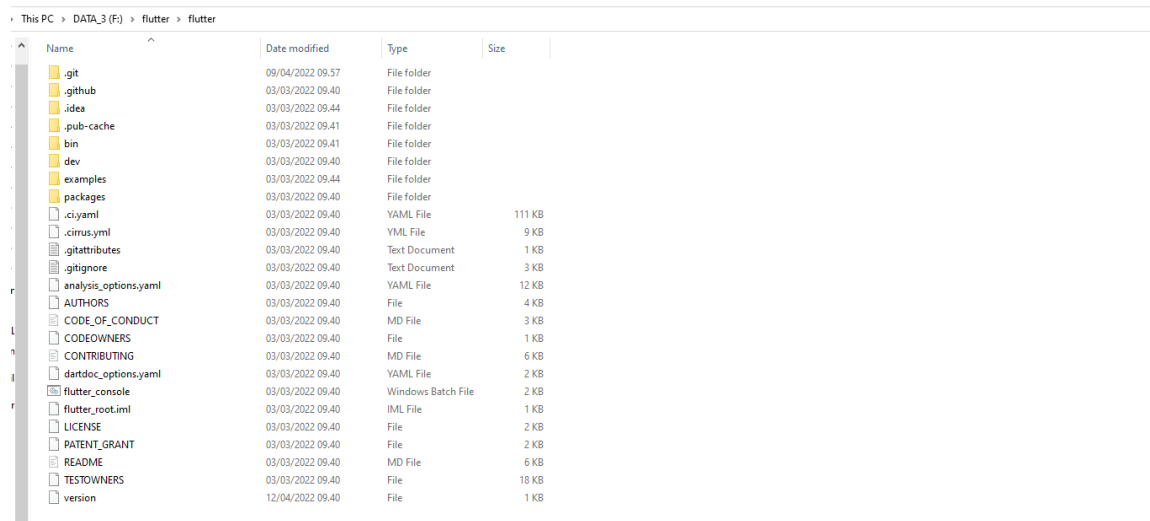 This PC > DATA_3 (F:) > flutter > flutter
Name Date modified Type Size
.git 09/04/2022 09.57 File folder
.github 03/03/2022 09.40 File folder
.idea 03/03/2022 09.44 File folder
.pub-cache 03/03/2022 09.41 File folder
bin 03/03/2022 09.41 File folder
dev 03/03/2022 09.40 File folder
examples 03/03/2022 09.44 File folder
packages 03/03/2022 09.40 File folder
.ci.yaml 03/03/2022 09.40 YAML File 111 KB
.cirrus.yml 03/03/2022 09.40 YML File 9 KB
.gitattributes 03/03/2022 09.40 Text Document 1 KB
.gitignore 03/03/2022 09.40 Text Document 3 KB
analysis_options.yaml 03/03/2022 09.40 YAML File 12 KB
AUTHORS 03/03/2022 09.40 File 4 KB
CODE_OF_CONDUCT 03/03/2022 09.40 MD File 3 KB
CODEOWNERS 03/03/2022 09.40 File 1 KB
CONTRIBUTING 03/03/2022 09.40 MD File 6 KB
dartdoc_options.yaml 03/03/2022 09.40 YAML File 2 KB
flutter_console 03/03/2022 09.40 Windows Batch File 2 KB
flutter_root.iml 03/03/2022 09.40 IML File 1 KB
LICENSE 03/03/2022 09.40 File 2 KB
PATENT_GRANT 03/03/2022 09.40 File 2 KB
README 03/03/2022 09.40 MD File 6 KB
TESTOWNERS 03/03/2022 09.40 File 18 KB
version 12/04/2022 09.40 File 1 KB